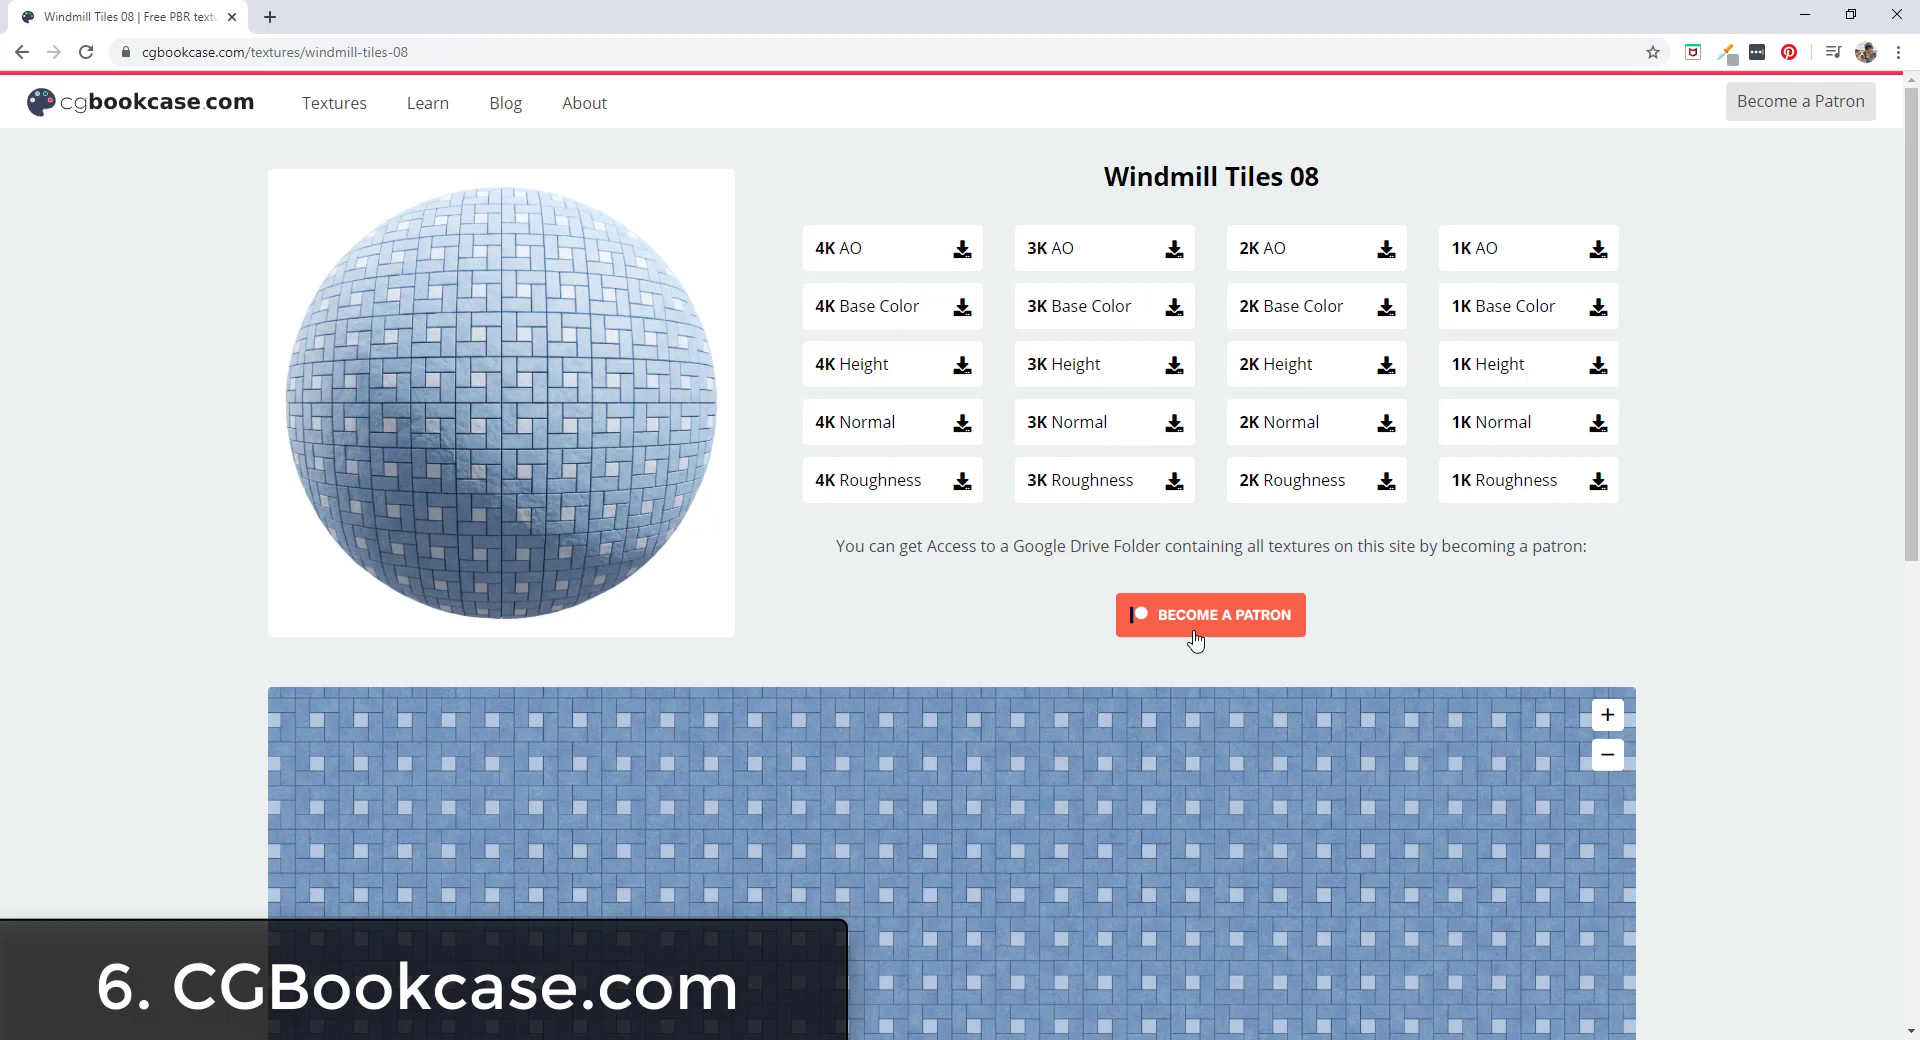 Windmill Tiles 08 | Free PBR textu
cgbookcase.com/textures/windmill-tiles-08
cgbookcase.com
Textures
Learn
Blog
About
Become a Patron
Windmill Tiles 08
4K AO
3K AO
2K AO
1K AO
4K Base Color
3K Base Color
2K Base Color
1K Base Color
4K Height
3K Height
2K Height
1K Height
4K Normal
3K Normal
2K Normal
1K Normal
4K Roughness
3K Roughness
2K Roughness
1K Roughness
You can get Access to a Google Drive Folder containing all textures on this site by becoming a patron:
BECOME A PATRON
6. CGBookcase.com